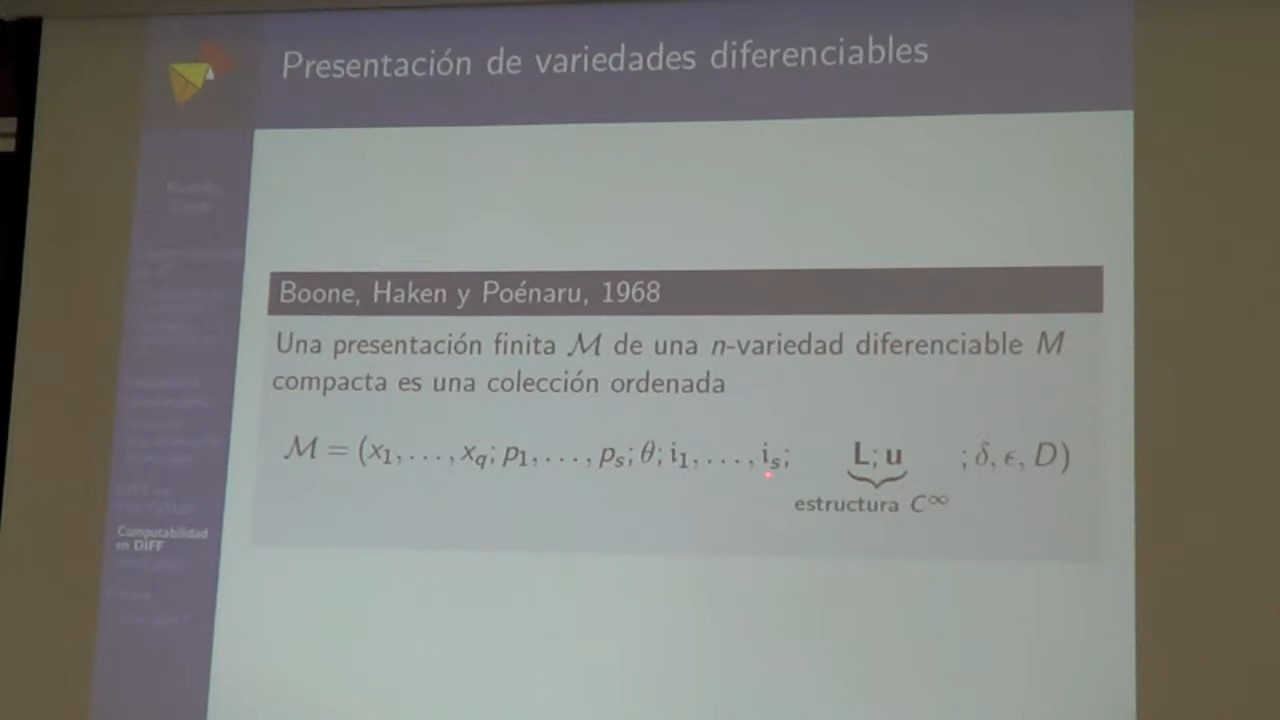 Presentación de variedades diferenciables
Boone, Haken y Poénaru, 1968
Una presentación finita ℳ de una n-variedad diferenciable M
compacta es una colección ordenada
ℳ = (x₁, . . . , x_q; p₁, . . . , p_s; θ; i₁, . . . , i_s; L; u ; δ, ϵ, D)
estructura C^∞
Computabilidad
en DIFF